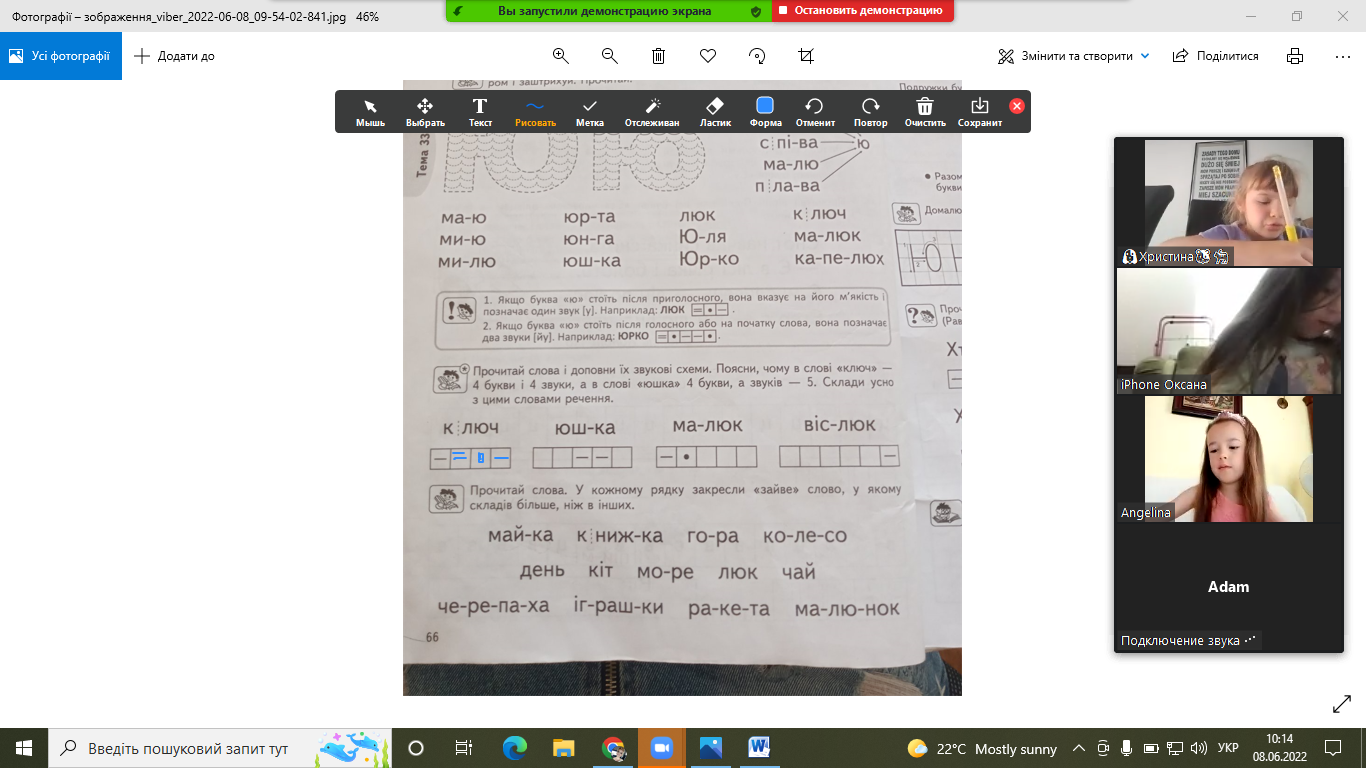 Фотографії – зображення_viber_2022-06-08_09-54-02-841.jpg 46%
Вы запустили демонстрацию экрана
Остановить демонстрацию
Усі фотографії
Додати до
Змінити та створити
Поділитися
ром і заштрихуй. Прочитай.
Мышь Выбрать Текст Рисовать Метка Отслеживан Ластик Форма Отменит Повтор Очистить Сохранит
Тема 33
Юю
с пі-ва
ю
ма-лю
п ла-ва
• Разом
букви
ма-ю юр-та люк к люч
Домалю
ми-ю юн-га Ю-ля ма-люк
ми-лю юш-ка Юр-ко ка-пе-люх
1. Якщо буква «ю» стоїть після приголосного, вона вказує на його м’якість і
позначає один звук [у]. Наприклад: ЛЮК = • – .
2. Якщо буква «ю» стоїть після голосного або на початку слова, вона позначає
два звуки [йу]. Наприклад: ЮРКО = • – – • .
Прочитай слова і доповни їх звукові схеми. Поясни, чому в слові «ключ» —
4 букви і 4 звуки, а в слові «юшка» 4 букви, а звуків — 5. Склади усно
з цими словами речення.
к люч юш-ка ма-люк віс-люк
Прочитай слова. У кожному рядку закресли «зайве» слово, у якому
складів більше, ніж в інших.
май-ка к ниж-ка го-ра ко-ле-со
день кіт мо-ре люк чай
че-ре-па-ха іг-раш-ки ра-ке-та ма-лю-нок
66
Христина
iPhone Оксана
Angelina
Adam
Подключение звука
Введіть пошуковий запит тут
22°C Mostly sunny
УКР
10:14
08.06.2022